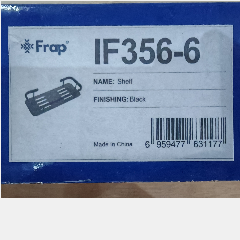 Frap®
IF356-6
NAME: Shelf
FINISHING: Black
Made in China
6 959477 631177